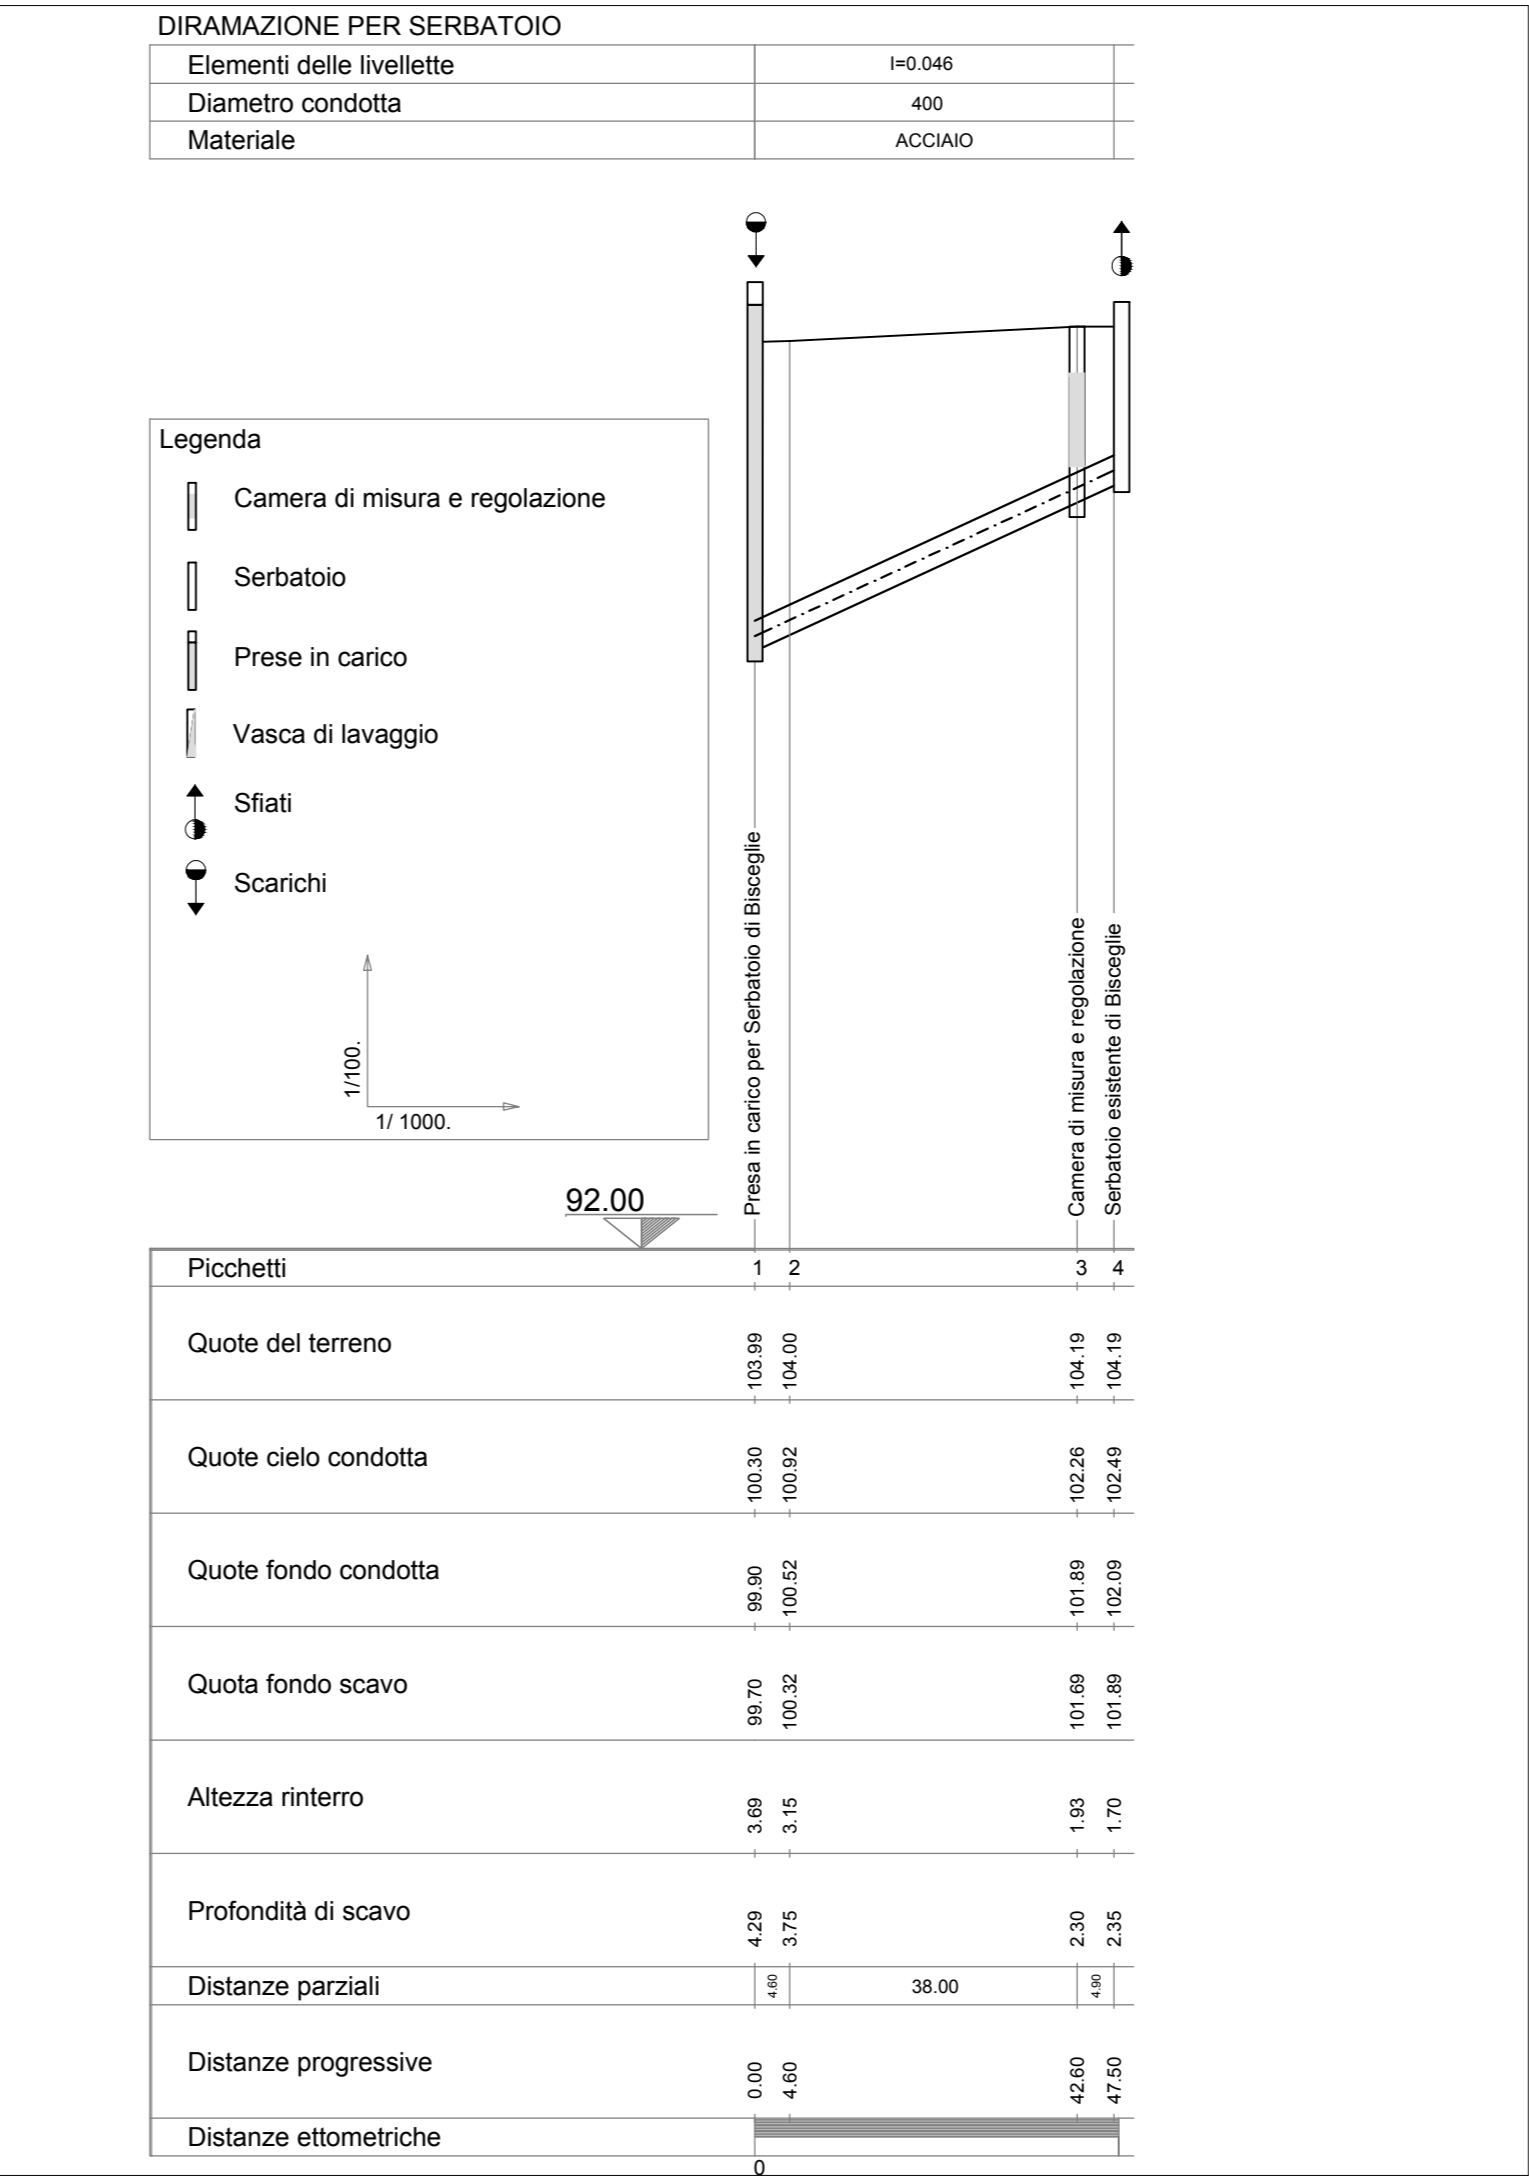 DIRAMAZIONE PER SERBATOIO
Elementi delle livellette I=0.046
Diametro condotta 400
Materiale ACCIAIO
Legenda
Camera di misura e regolazione
Serbatoio
Prese in carico
Vasca di lavaggio
Sfiati
Scarichi
1/100.
1/ 1000.
Presa in carico per Serbatoio di Bisceglie
Camera di misura e regolazione
Serbatoio esistente di Bisceglie
92.00
Picchetti 1 2 3 4
Quote del terreno 103.99 104.00 104.19 104.19
Quote cielo condotta 100.30 100.92 102.26 102.49
Quote fondo condotta 99.90 100.52 101.89 102.09
Quota fondo scavo 99.70 100.32 101.69 101.89
Altezza rinterro 3.69 3.15 1.93 1.70
Profondità di scavo 4.29 3.75 2.30 2.35
Distanze parziali 4.60 38.00 4.90
Distanze progressive 0.00 4.60 42.60 47.50
Distanze ettometriche
0